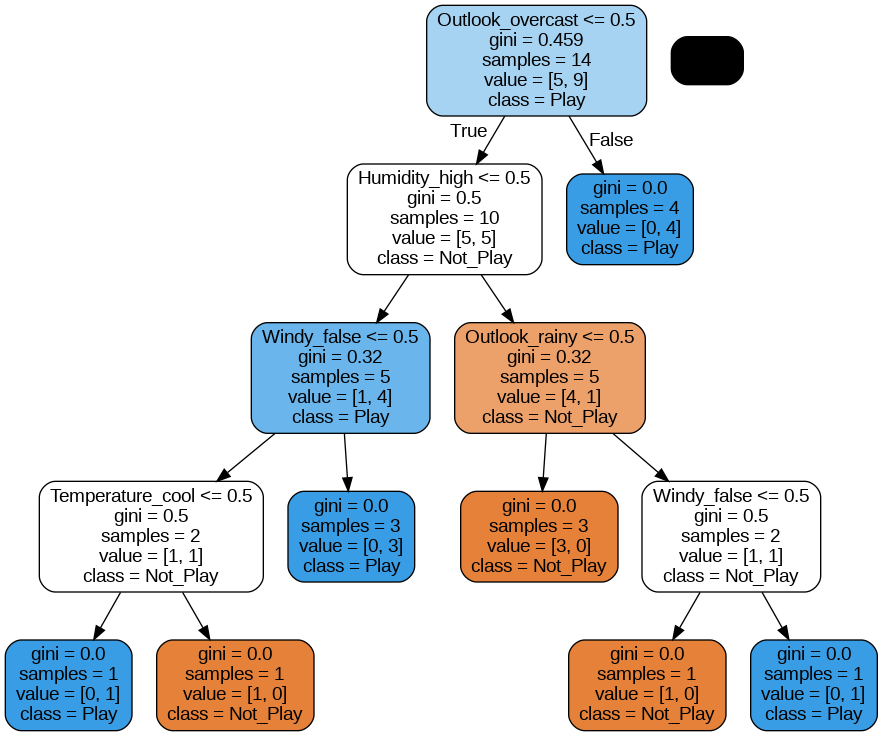 Outlook_overcast <= 0.5
gini = 0.459
samples = 14
value = [5, 9]
class = Play
True
False
Humidity_high <= 0.5
gini = 0.5
samples = 10
value = [5, 5]
class = Not_Play
gini = 0.0
samples = 4
value = [0, 4]
class = Play
Windy_false <= 0.5
gini = 0.32
samples = 5
value = [1, 4]
class = Play
Outlook_rainy <= 0.5
gini = 0.32
samples = 5
value = [4, 1]
class = Not_Play
Temperature_cool <= 0.5
gini = 0.5
samples = 2
value = [1, 1]
class = Not_Play
gini = 0.0
samples = 3
value = [0, 3]
class = Play
gini = 0.0
samples = 3
value = [3, 0]
class = Not_Play
Windy_false <= 0.5
gini = 0.5
samples = 2
value = [1, 1]
class = Not_Play
gini = 0.0
samples = 1
value = [0, 1]
class = Play
gini = 0.0
samples = 1
value = [1, 0]
class = Not_Play
gini = 0.0
samples = 1
value = [1, 0]
class = Not_Play
gini = 0.0
samples = 1
value = [0, 1]
class = Play